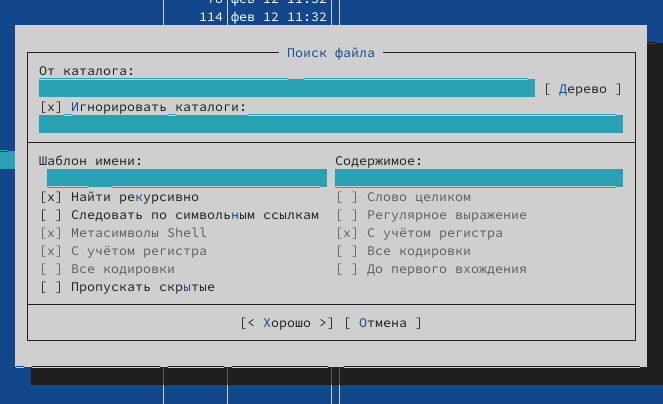 114 фев 12 11:32
Поиск файла
От каталога:
[ Дерево ]
[x] Игнорировать каталоги:
Шаблон имени:
Содержимое:
[x] Найти рекурсивно
[ ] Слово целиком
[ ] Следовать по символьным ссылкам
[ ] Регулярное выражение
[x] Метасимволы Shell
[x] С учётом регистра
[x] С учётом регистра
[ ] Все кодировки
[ ] Все кодировки
[ ] До первого вхождения
[ ] Пропускать скрытые
[< Хорошо >] [ Отмена ]